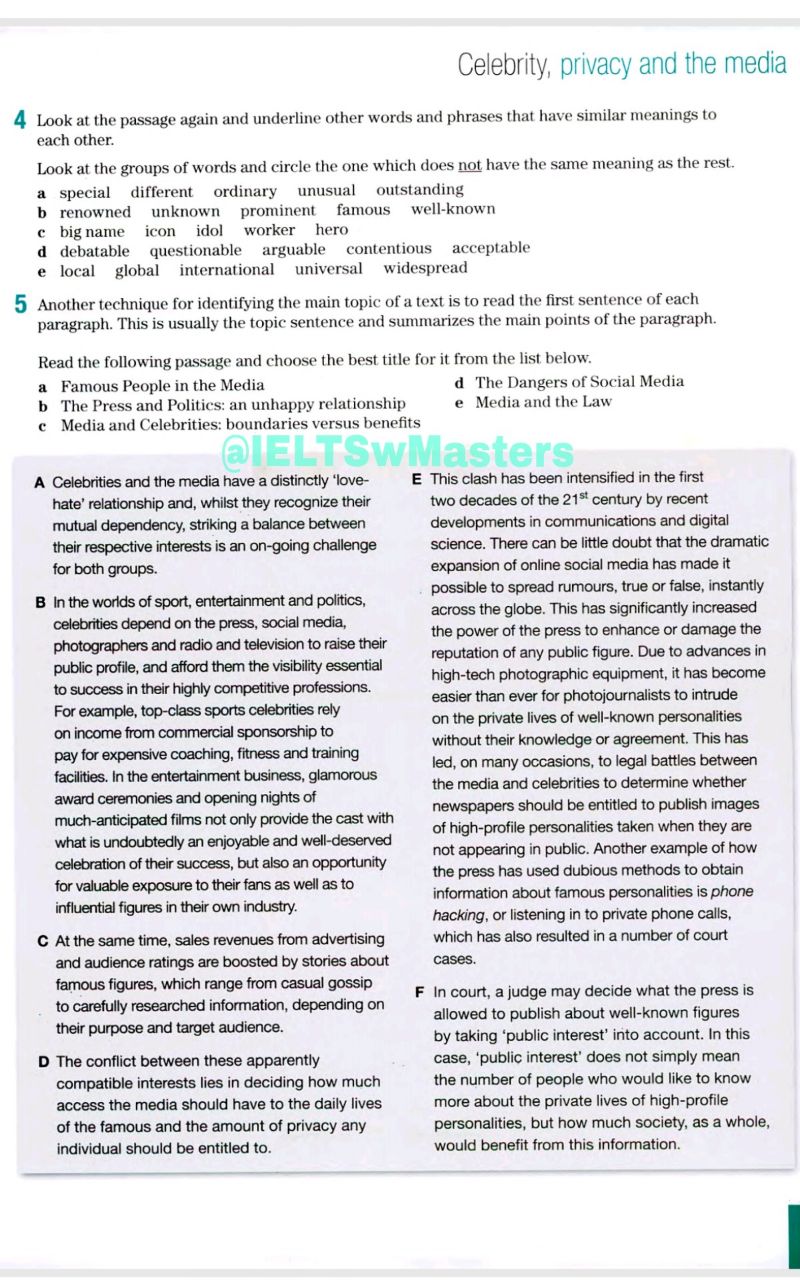 Celebrity, privacy and the media
4 Look at the passage again and underline other words and phrases that have similar meanings to
each other.
Look at the groups of words and circle the one which does not have the same meaning as the rest.
a special different ordinary unusual outstanding
b renowned unknown prominent famous well-known
c big name icon idol worker hero
d debatable questionable arguable contentious acceptable
e local global international universal widespread
5 Another technique for identifying the main topic of a text is to read the first sentence of each
paragraph. This is usually the topic sentence and summarizes the main points of the paragraph.
Read the following passage and choose the best title for it from the list below.
a Famous People in the Media
b The Press and Politics: an unhappy relationship
c Media and Celebrities: boundaries versus benefits
d The Dangers of Social Media
e Media and the Law
@IELTSwMasters
A Celebrities and the media have a distinctly 'love-
hate' relationship and, whilst they recognize their
mutual dependency, striking a balance between
their respective interests is an on-going challenge
for both groups.
B In the worlds of sport, entertainment and politics,
celebrities depend on the press, social media,
photographers and radio and television to raise their
public profile, and afford them the visibility essential
to success in their highly competitive professions.
For example, top-class sports celebrities rely
on income from commercial sponsorship to
pay for expensive coaching, fitness and training
facilities. In the entertainment business, glamorous
award ceremonies and opening nights of
much-anticipated films not only provide the cast with
what is undoubtedly an enjoyable and well-deserved
celebration of their success, but also an opportunity
for valuable exposure to their fans as well as to
influential figures in their own industry.
C At the same time, sales revenues from advertising
and audience ratings are boosted by stories about
famous figures, which range from casual gossip
to carefully researched information, depending on
their purpose and target audience.
D The conflict between these apparently
compatible interests lies in deciding how much
access the media should have to the daily lives
of the famous and the amount of privacy any
individual should be entitled to.
E This clash has been intensified in the first
two decades of the 21st century by recent
developments in communications and digital
science. There can be little doubt that the dramatic
expansion of online social media has made it
possible to spread rumours, true or false, instantly
across the globe. This has significantly increased
the power of the press to enhance or damage the
reputation of any public figure. Due to advances in
high-tech photographic equipment, it has become
easier than ever for photojournalists to intrude
on the private lives of well-known personalities
without their knowledge or agreement. This has
led, on many occasions, to legal battles between
the media and celebrities to determine whether
newspapers should be entitled to publish images
of high-profile personalities taken when they are
not appearing in public. Another example of how
the press has used dubious methods to obtain
information about famous personalities is phone
hacking, or listening in to private phone calls,
which has also resulted in a number of court
cases.
F In court, a judge may decide what the press is
allowed to publish about well-known figures
by taking 'public interest' into account. In this
case, 'public interest' does not simply mean
the number of people who would like to know
more about the private lives of high-profile
personalities, but how much society, as a whole,
would benefit from this information.